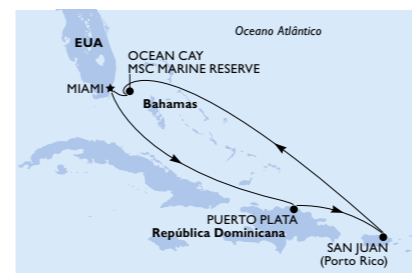 Oceano Atlântico
EUA
OCEAN CAY
MSC MARINE RESERVE
MIAMI
Bahamas
PUERTO PLATA
República Dominicana
SAN JUAN
(Porto Rico)